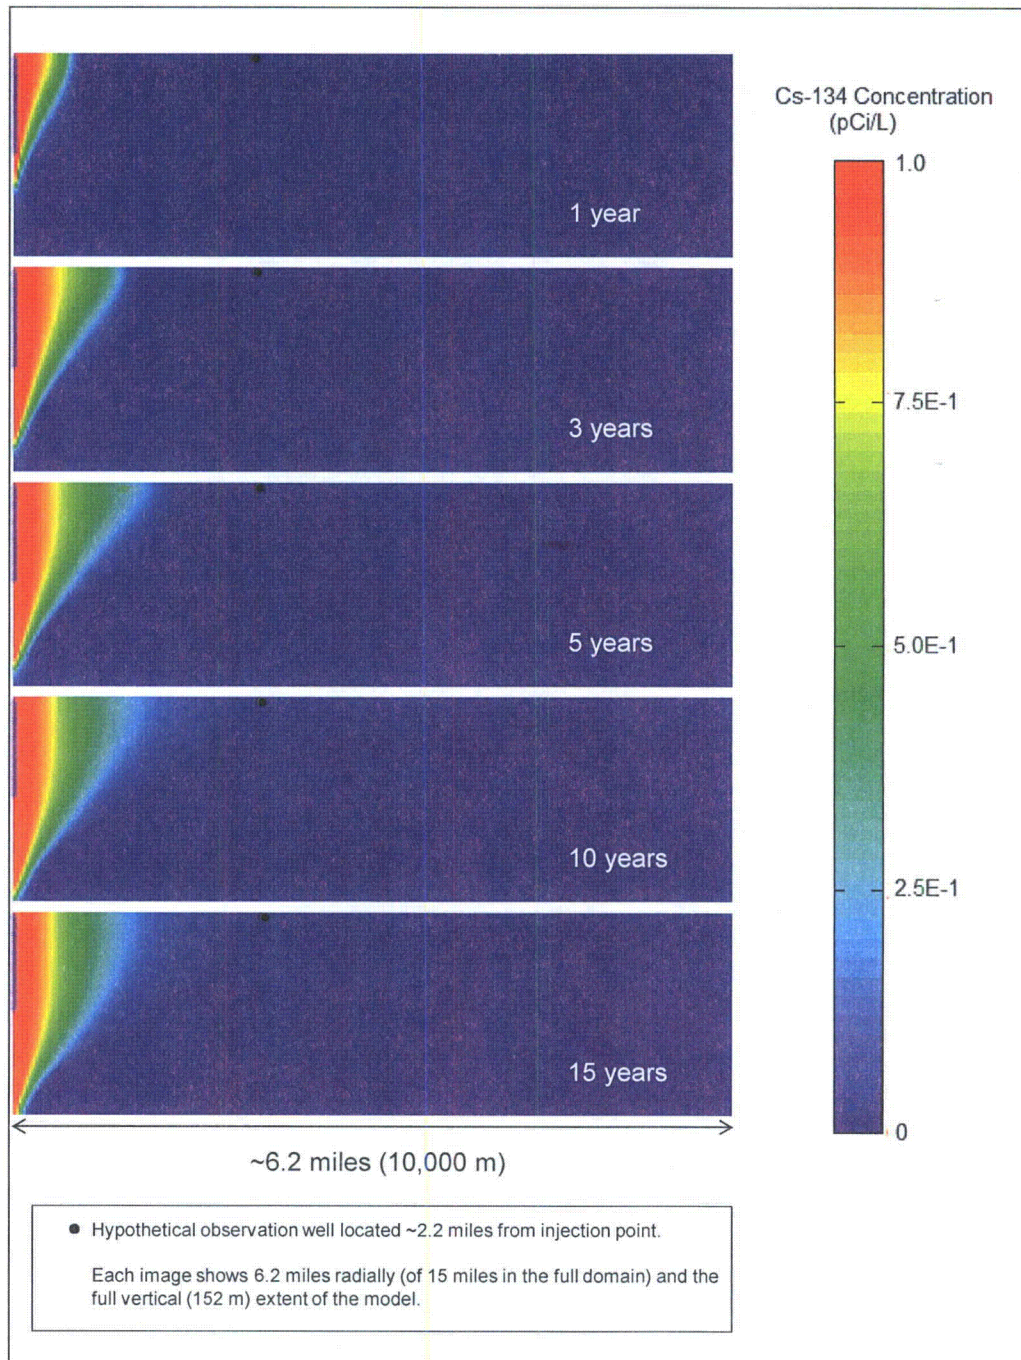 Cs-134 Concentration
(pCi/L)
1.0
1 year
7.5E-1
3 years
5.0E-1
5 years
2.5E-1
10 years
15 years
0
~6.2 miles (10,000 m)
Hypothetical observation well located ~2.2 miles from injection point.
Each image shows 6.2 miles radially (of 15 miles in the full domain) and the
full vertical (152 m) extent of the model.